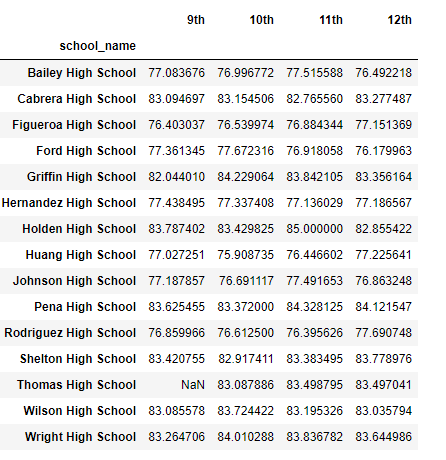 9th 10th 11th 12th
school_name
Bailey High School 77.083676 76.996772 77.515588 76.492218
Cabrera High School 83.094697 83.154506 82.765560 83.277487
Figueroa High School 76.403037 76.539974 76.884344 77.151369
Ford High School 77.361345 77.672316 76.918058 76.179963
Griffin High School 82.044010 84.229064 83.842105 83.356164
Hernandez High School 77.438495 77.337408 77.136029 77.186567
Holden High School 83.787402 83.429825 85.000000 82.855422
Huang High School 77.027251 75.908735 76.446602 77.225641
Johnson High School 77.187857 76.691117 77.491653 76.863248
Pena High School 83.625455 83.372000 84.328125 84.121547
Rodriguez High School 76.859966 76.612500 76.395626 77.690748
Shelton High School 83.420755 82.917411 83.383495 83.778976
Thomas High School NaN 83.087886 83.498795 83.497041
Wilson High School 83.085578 83.724422 83.195326 83.035794
Wright High School 83.264706 84.010288 83.836782 83.644986